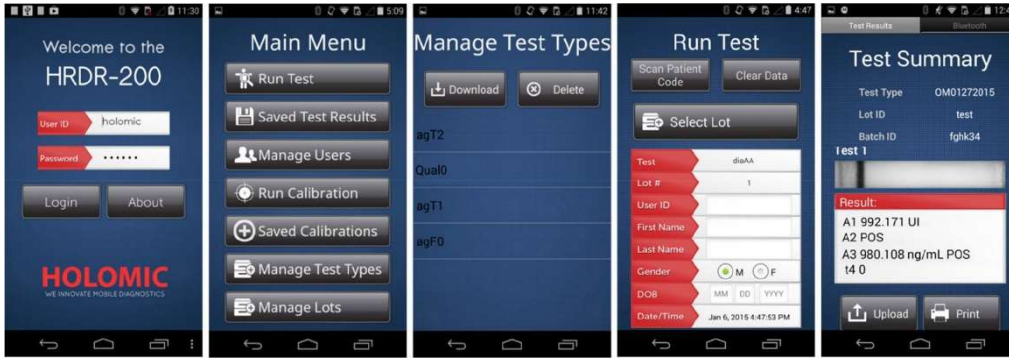 11:30
Welcome to the
HRDR-200
User ID
holomic
Password
••••••
Login
About
HOLOMIC
WE INNOVATE MOBILE DIAGNOSTICS
5:09
Main Menu
Run Test
Saved Test Results
Manage Users
Run Calibration
Saved Calibrations
Manage Test Types
Manage Lots
11:42
Manage Test Types
Download
Delete
agT2
Qual0
agT1
agF0
4:47
Run Test
Scan Patient
Code
Clear Data
Select Lot
Test
diaAA
Lot #
1
User ID
First Name
Last Name
Gender
M
F
DOB
MM
DD
YYYY
Date/Time
Jan 6, 2015 4:47:53 PM
12:4
Test Results
Bluetooth
Test Summary
Test Type
OM01272015
Lot ID
test
Batch ID
fghk34
Test 1
Result:
A1 992.171 UI
A2 POS
A3 980.108 ng/mL POS
t4 0
Upload
Print